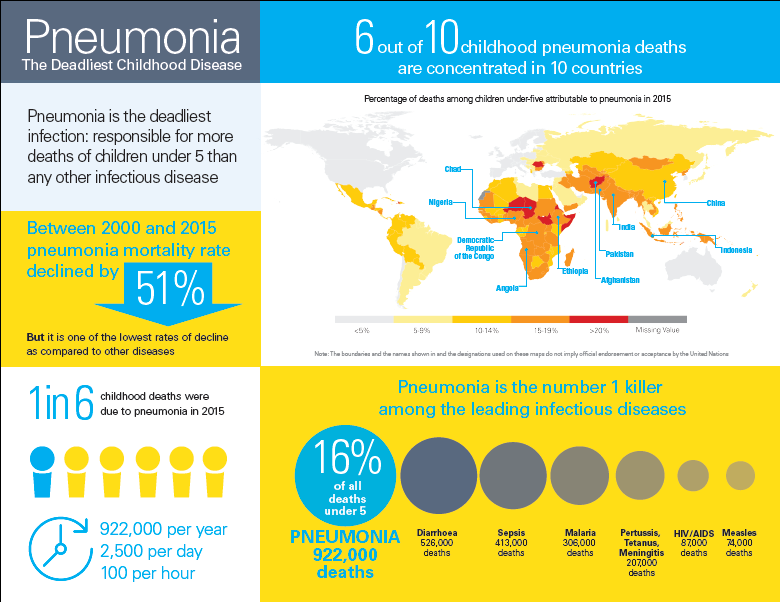 Pneumonia
The Deadliest Childhood Disease
6 out of 10 childhood pneumonia deaths
are concentrated in 10 countries
Pneumonia is the deadliest
infection: responsible for more
deaths of children under 5 than
any other infectious disease
Between 2000 and 2015
pneumonia mortality rate
declined by
51%
But it is one of the lowest rates of decline
as compared to other diseases
Percentage of deaths among children under-five attributable to pneumonia in 2015
Chad
Nigeria
Democratic
Republic
of the Congo
Angola
Ethiopia
Afghanistan
Pakistan
India
China
Indonesia
<5%
5-9%
10-14%
15-19%
>20%
Missing Value
Note: The boundaries and the names shown in and the designations used on these maps do not imply official endorsement or acceptance by the United Nations
1 in 6
childhood deaths were
due to pneumonia in 2015
922,000 per year
2,500 per day
100 per hour
Pneumonia is the number 1 killer
among the leading infectious diseases
16%
of all
deaths
under 5
PNEUMONIA
922,000
deaths
Diarrhoea
526,000
deaths
Sepsis
413,000
deaths
Malaria
306,000
deaths
Pertussis,
Tetanus,
Meningitis
207,000
deaths
HIV/AIDS
87,000
deaths
Measles
74,000
deaths